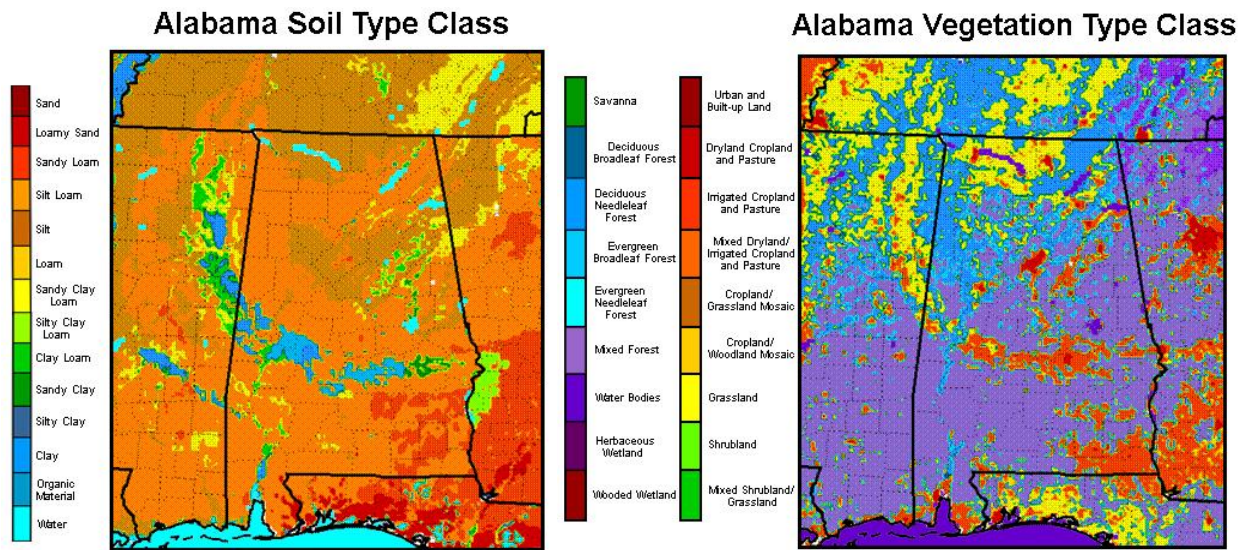 Alabama Soil Type Class
Sand
Loamy Sand
Sandy Loam
Silt Loam
Silt
Loam
Sandy Clay
Loam
Silty Clay
Loam
Clay Loam
Sandy Clay
Silty Clay
Clay
Organic
Material
Water
Savanna
Deciduous
Broadleaf Forest
Deciduous
Needleleaf
Forest
Evergreen
Broadleaf Forest
Evergreen
Needleleaf
Forest
Mixed Forest
Water Bodies
Herbaceous
Wetland
Wooded Wetland
Urban and
Built-up Land
Dryland Cropland
and Pasture
Irrigated Cropland
and Pasture
Mixed Dryland/
Irrigated Cropland
and Pasture
Cropland/
Grassland Mosaic
Cropland/
Woodland Mosaic
Grassland
Shrubland
Mixed Shrubland/
Grassland
Alabama Vegetation Type Class